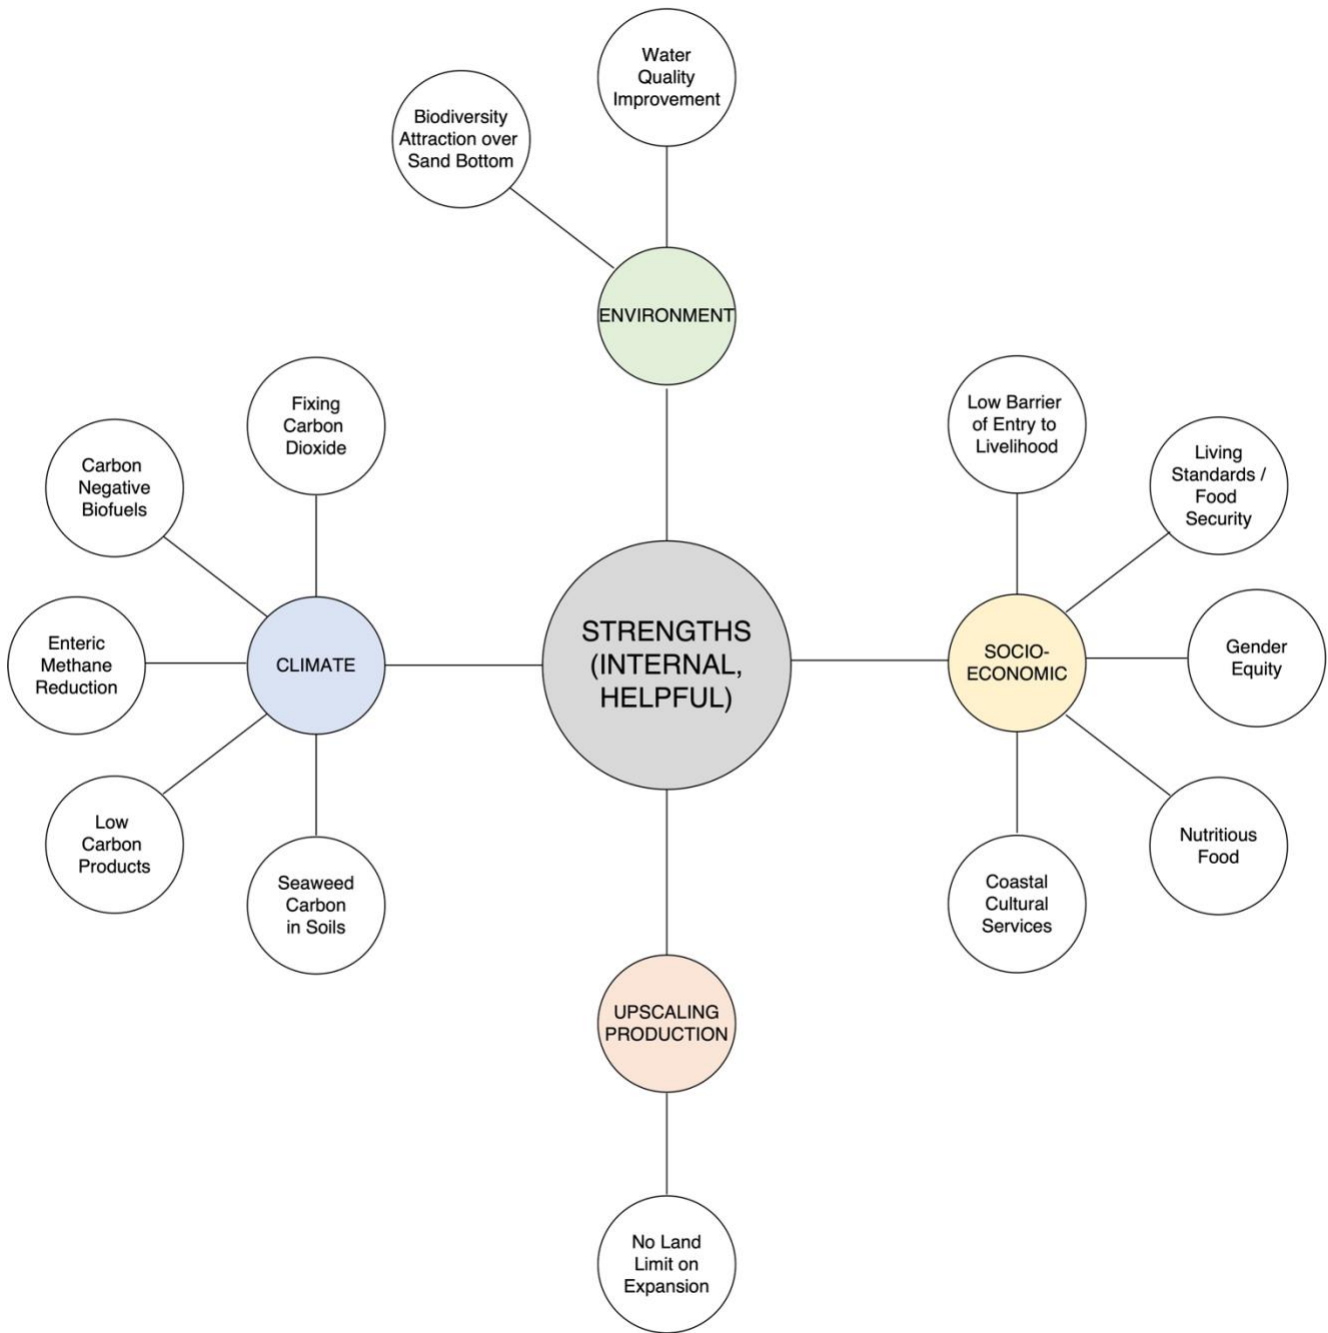 Water
Quality
Improvement
Biodiversity
Attraction over
Sand Bottom
ENVIRONMENT
Fixing
Carbon
Dioxide
Carbon
Negative
Biofuels
Enteric
Methane
Reduction
CLIMATE
Low
Carbon
Products
Seaweed
Carbon
in Soils
STRENGTHS
(INTERNAL,
HELPFUL)
Low Barrier
of Entry to
Livelihood
Living
Standards /
Food
Security
SOCIO-
ECONOMIC
Gender
Equity
Nutritious
Food
Coastal
Cultural
Services
UPSCALING
PRODUCTION
No Land
Limit on
Expansion